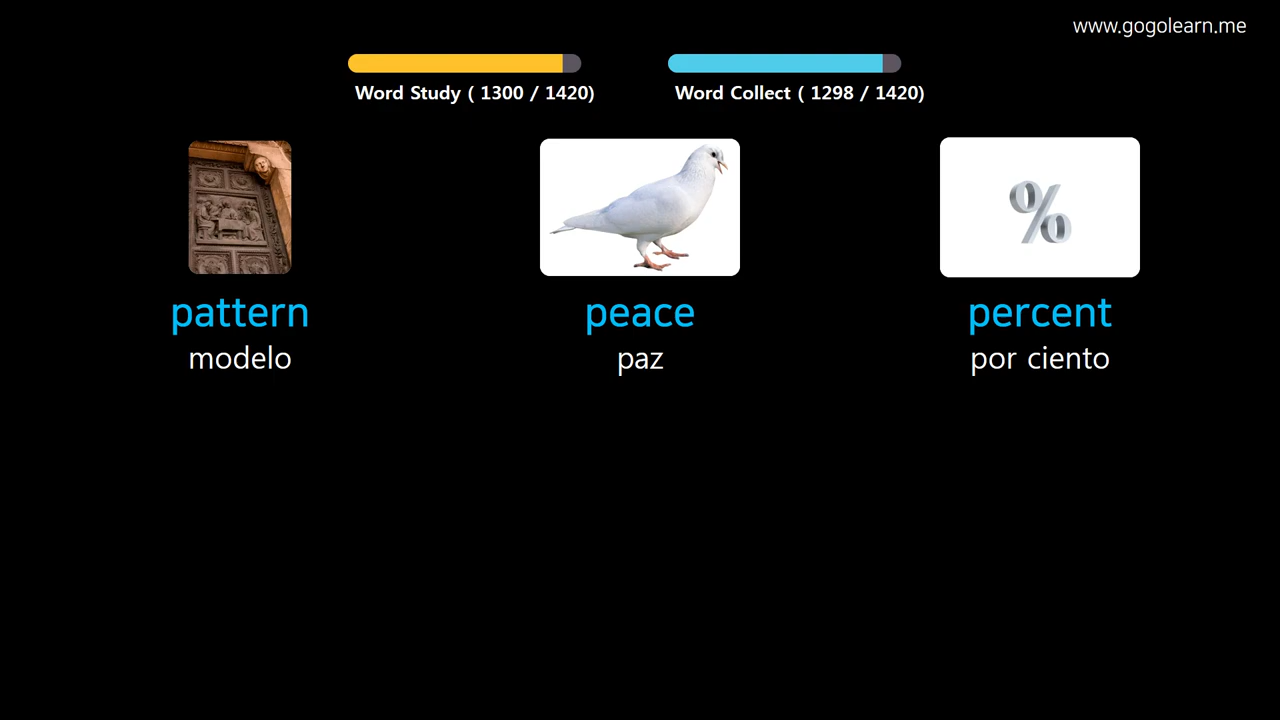 www.gogolearn.me
Word Study ( 1300 / 1420)
Word Collect ( 1298 / 1420)
%
pattern
peace
percent
modelo
paz
por ciento